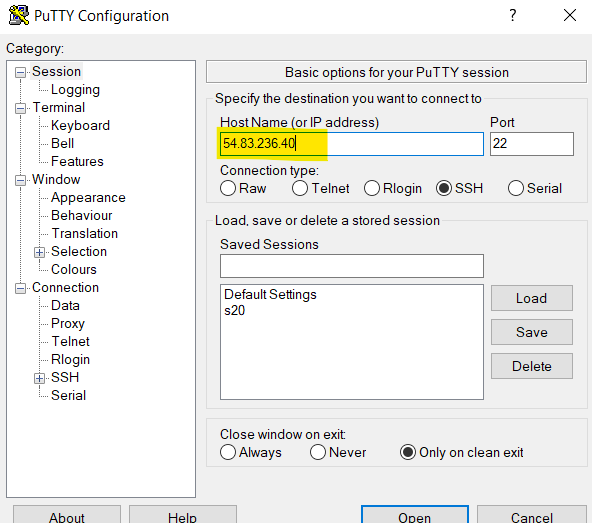 PuTTY Configuration
?
Category:
Session
Logging
Terminal
Keyboard
Bell
Features
Window
Appearance
Behaviour
Translation
Selection
Colours
Connection
Data
Proxy
Telnet
Rlogin
SSH
Serial
Basic options for your PuTTY session
Specify the destination you want to connect to
Host Name (or IP address) Port
54.83.236.40 22
Connection type:
Raw Telnet Rlogin SSH Serial
Load, save or delete a stored session
Saved Sessions
Default Settings
s20
Load
Save
Delete
Close window on exit:
Always Never Only on clean exit
About Help Open Cancel